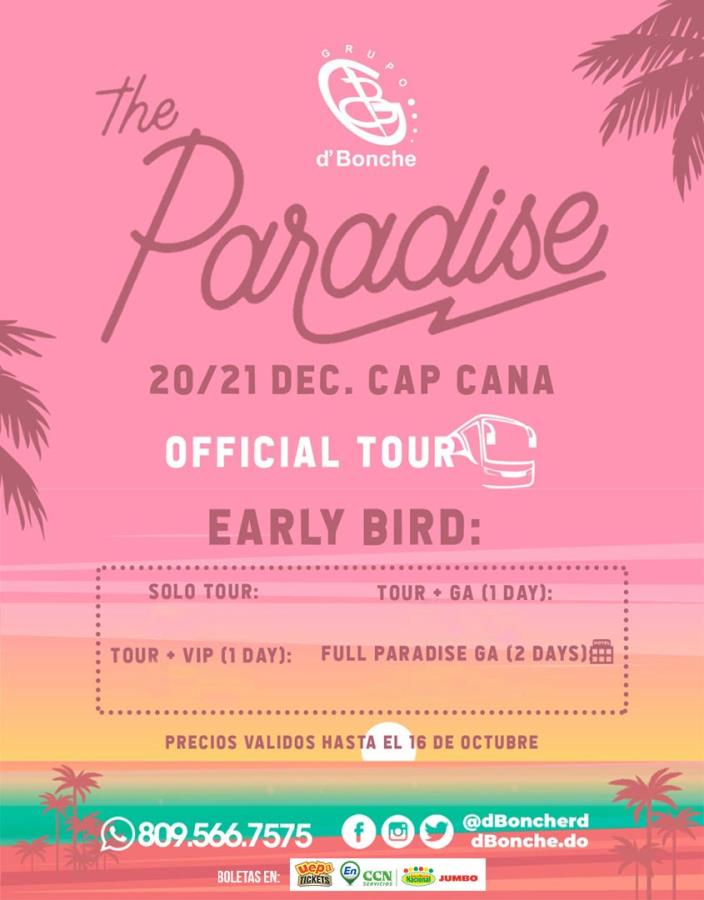 GRUPO
d'Bonche
the
Paradise
20/21 DEC. CAP CANA
OFFICIAL TOUR
EARLY BIRD:
SOLO TOUR:
TOUR + GA (1 DAY):
TOUR + VIP (1 DAY):
FULL PARADISE GA (2 DAYS):
HOTEL
PRECIOS VALIDOS HASTA EL 16 DE OCTUBRE
809.566.7575
@dBoncherd
dBonche.do
BOLETAS EN: uepa TICKETS En CCN SERVICIOS Nacional JUMBO